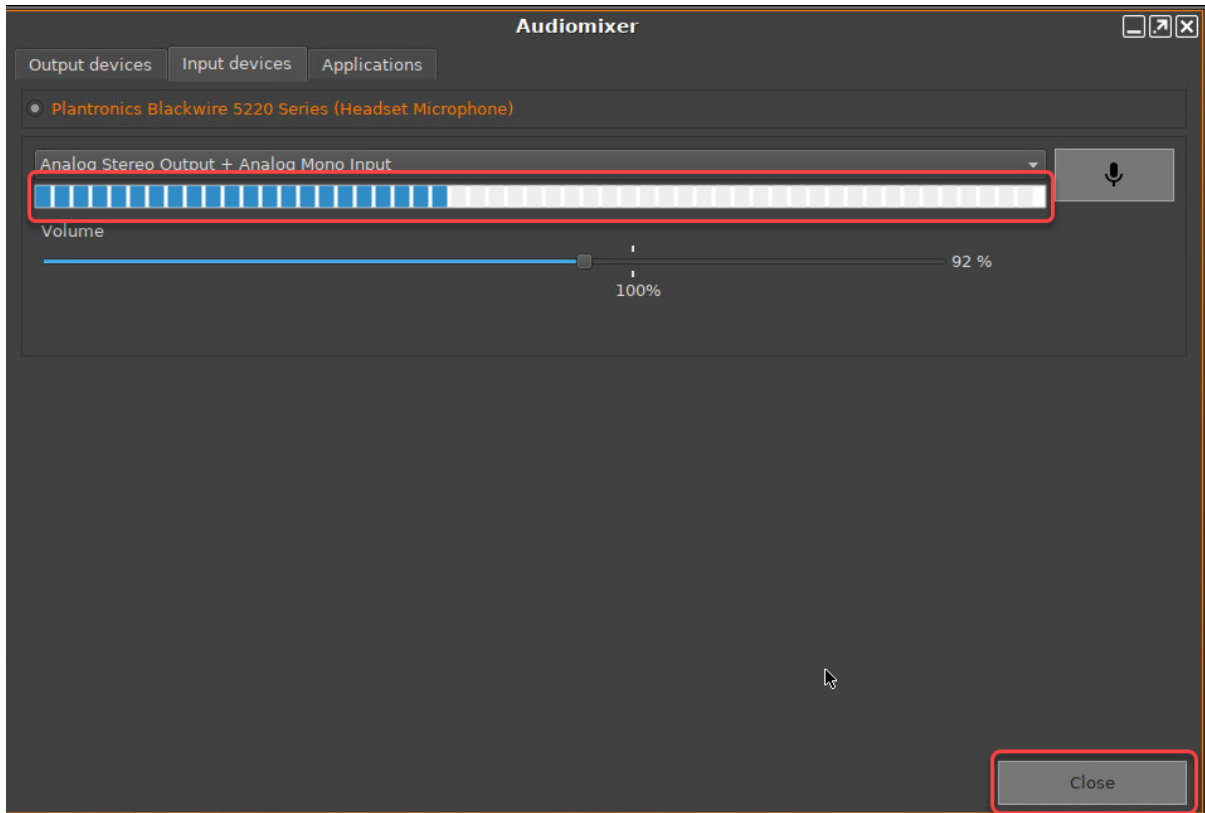 Audiomixer
Output devices Input devices Applications
Plantronics Blackwire 5220 Series (Headset Microphone)
Analog Stereo Output + Analog Mono Input
Volume
92 %
100%
Close